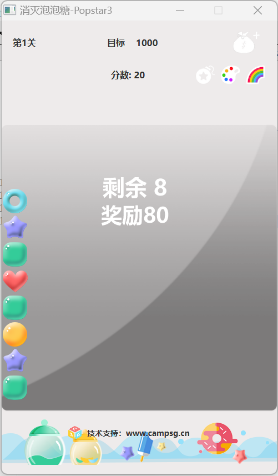 消灭泡泡糖-Popstar3
第1关 目标 1000
分数: 20
剩余 8
奖励80
技术支持: www.campsg.cn